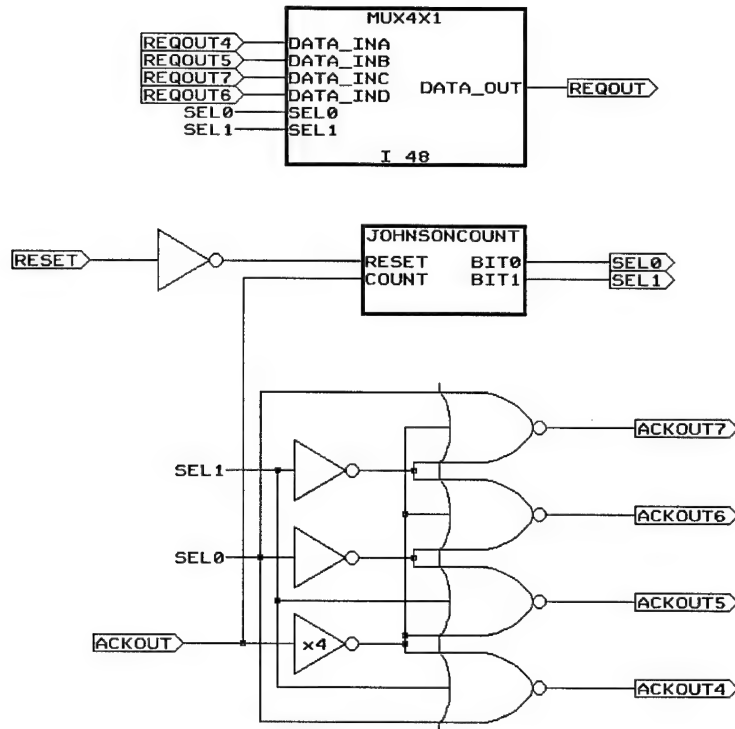 MUX4X1
REQOUT4 DATA_INA
REQOUT5 DATA_INB
REQOUT7 DATA_INC
REQOUT6 DATA_IND
DATA_OUT REQOUT
SEL0 SEL0
SEL1 SEL1
I 48
JOHNSONCOUNT
RESET RESET BIT0 SEL0
COUNT BIT1 SEL1
ACKOUT7
SEL1
ACKOUT6
SEL0
ACKOUT5
ACKOUT x4
ACKOUT4